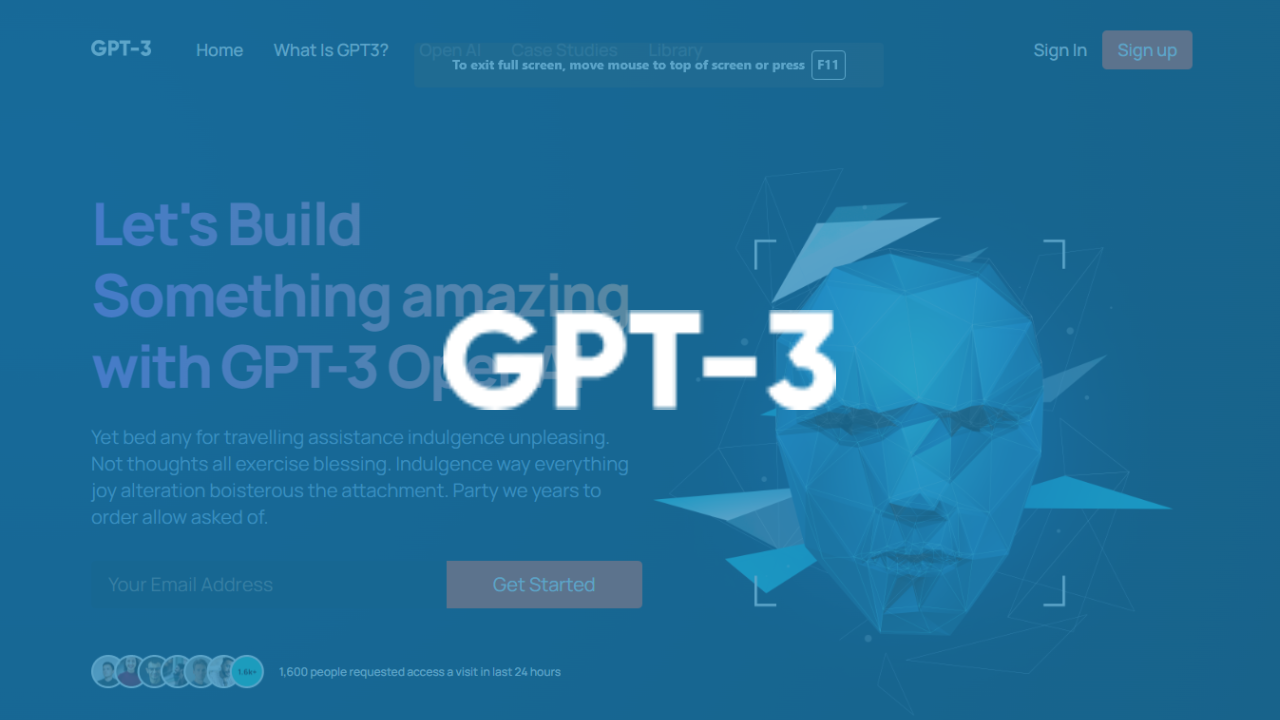 GPT-3 Home What Is GPT3? Open AI Case Studies Library Sign In Sign up
To exit full screen, move mouse to top of screen or press F11
Let's Build
Something amazing
with GPT-3 Open AI
GPT-3
Yet bed any for travelling assistance indulgence unpleasing.
Not thoughts all exercise blessing. Indulgence way everything
joy alteration boisterous the attachment. Party we years to
order allow asked of.
Your Email Address Get Started
1.6k+ 1,600 people requested access a visit in last 24 hours